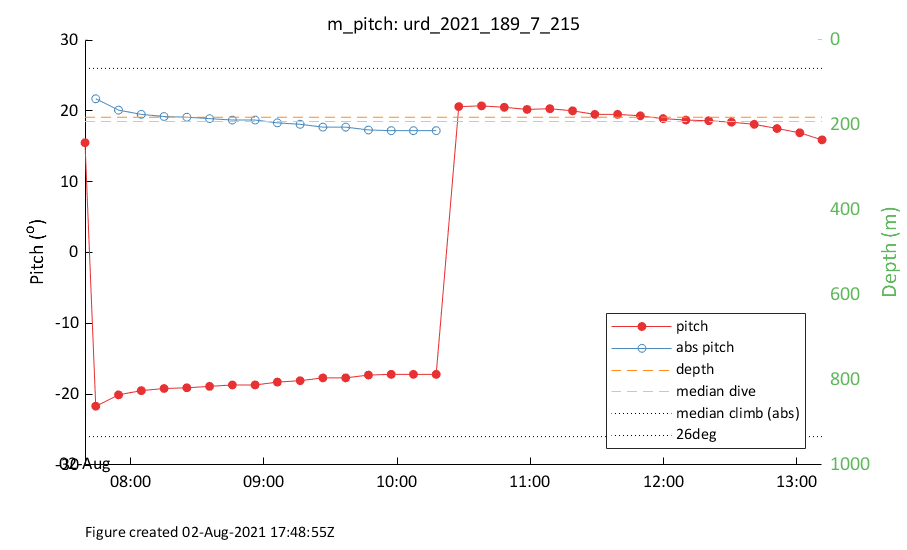 m_pitch: urd_2021_189_7_215
30
20
10
0
-10
-20
-30
Pitch (o)
0
200
400
600
800
1000
Depth (m)
pitch
abs pitch
depth
median dive
median climb (abs)
26deg
02-Aug
08:00 09:00 10:00 11:00 12:00 13:00
Figure created 02-Aug-2021 17:48:55Z